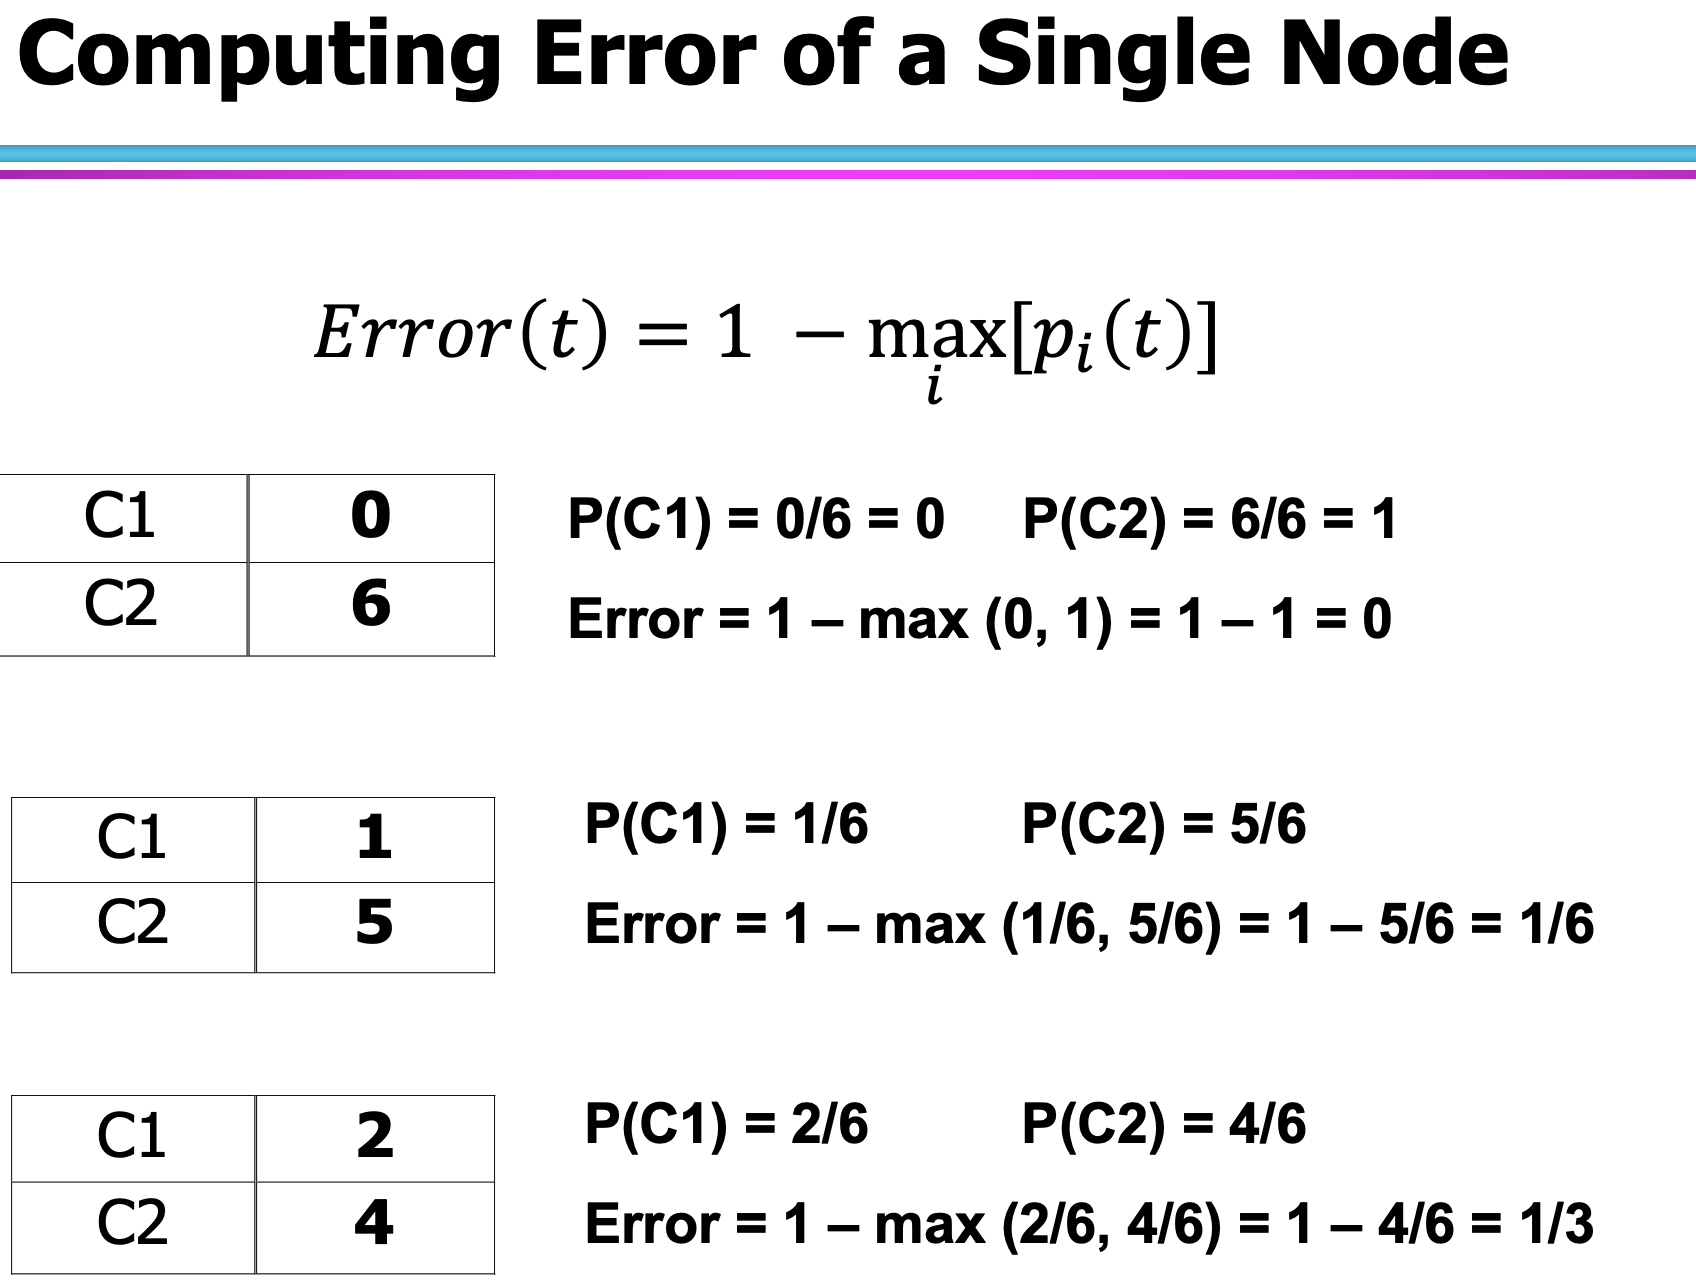 Computing Error of a Single Node
Error(t) = 1 − max[pᵢ(t)]
i
C1 0
C2 6
P(C1) = 0/6 = 0 P(C2) = 6/6 = 1
Error = 1 – max (0, 1) = 1 – 1 = 0
C1 1
C2 5
P(C1) = 1/6 P(C2) = 5/6
Error = 1 – max (1/6, 5/6) = 1 – 5/6 = 1/6
C1 2
C2 4
P(C1) = 2/6 P(C2) = 4/6
Error = 1 – max (2/6, 4/6) = 1 – 4/6 = 1/3